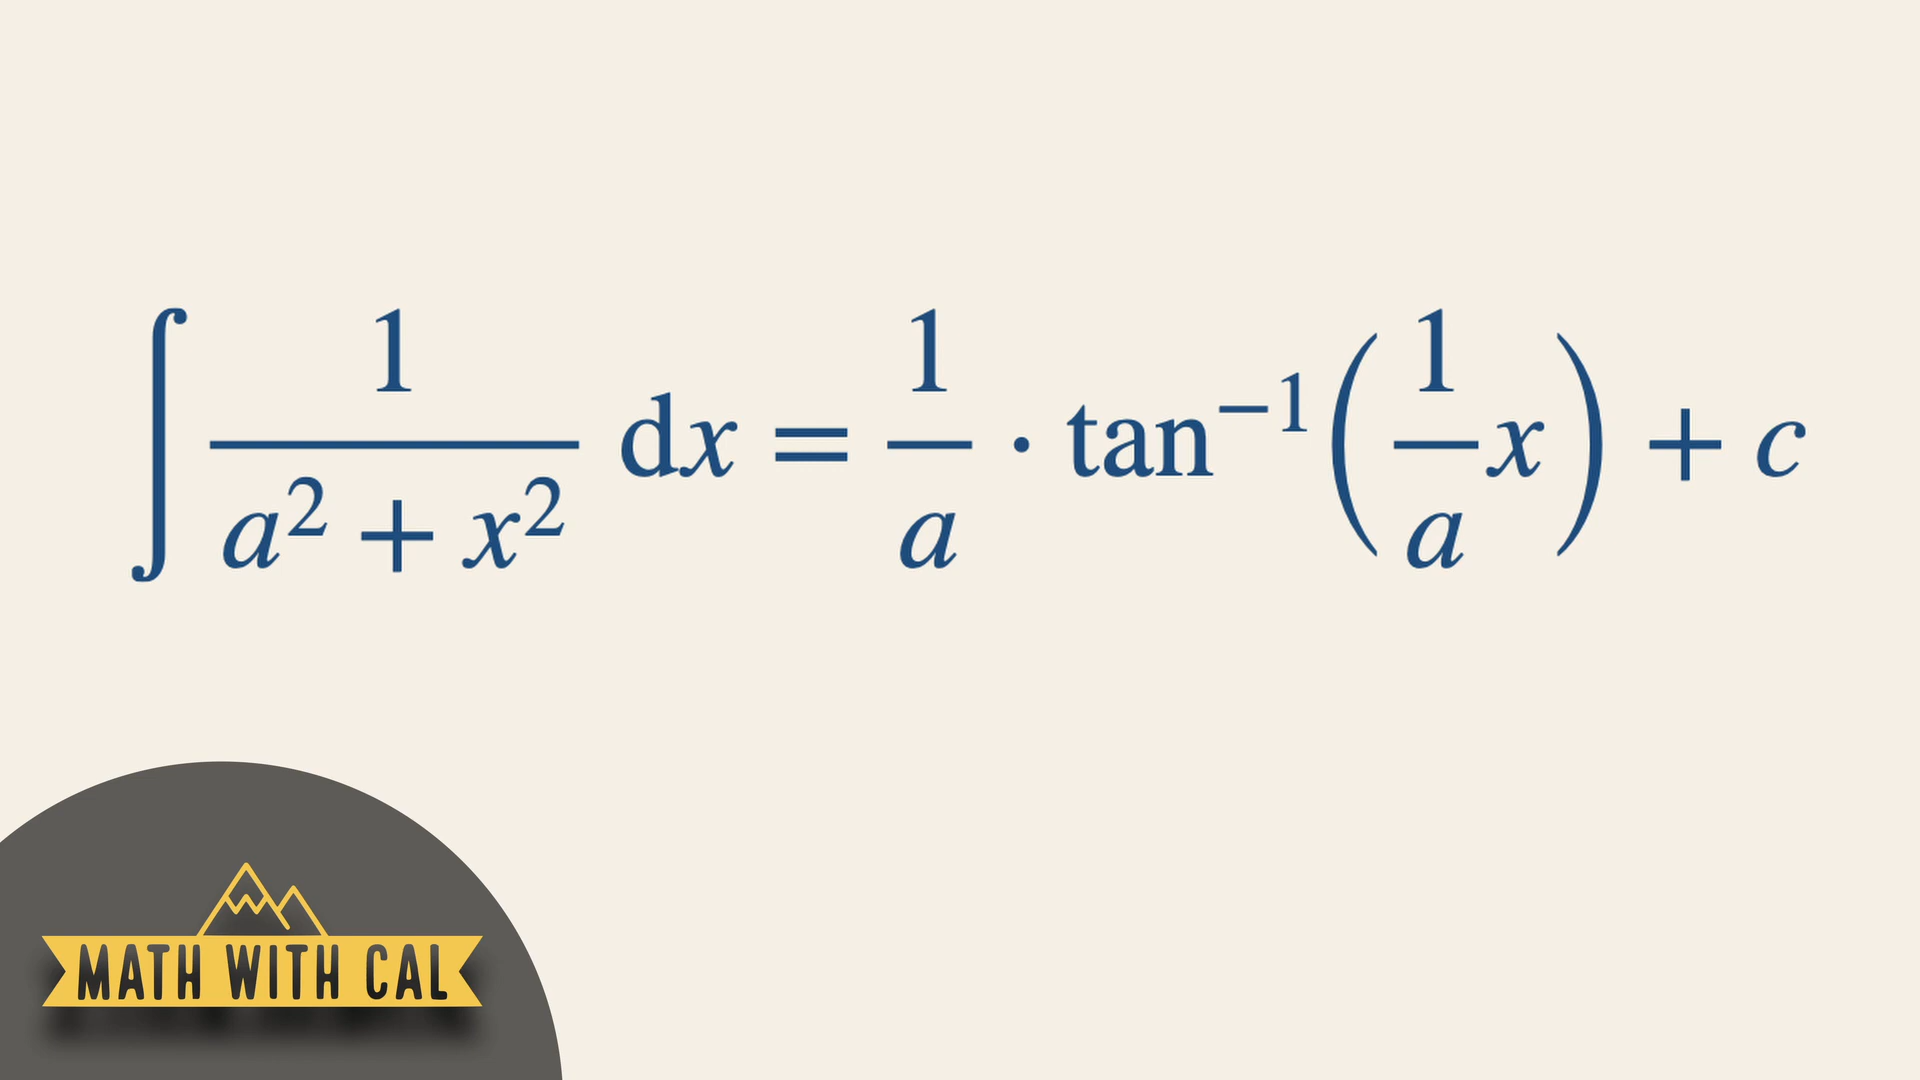 ∫ 1/(a² + x²) dx = 1/a · tan⁻¹(1/a x) + c
MATH WITH CAL